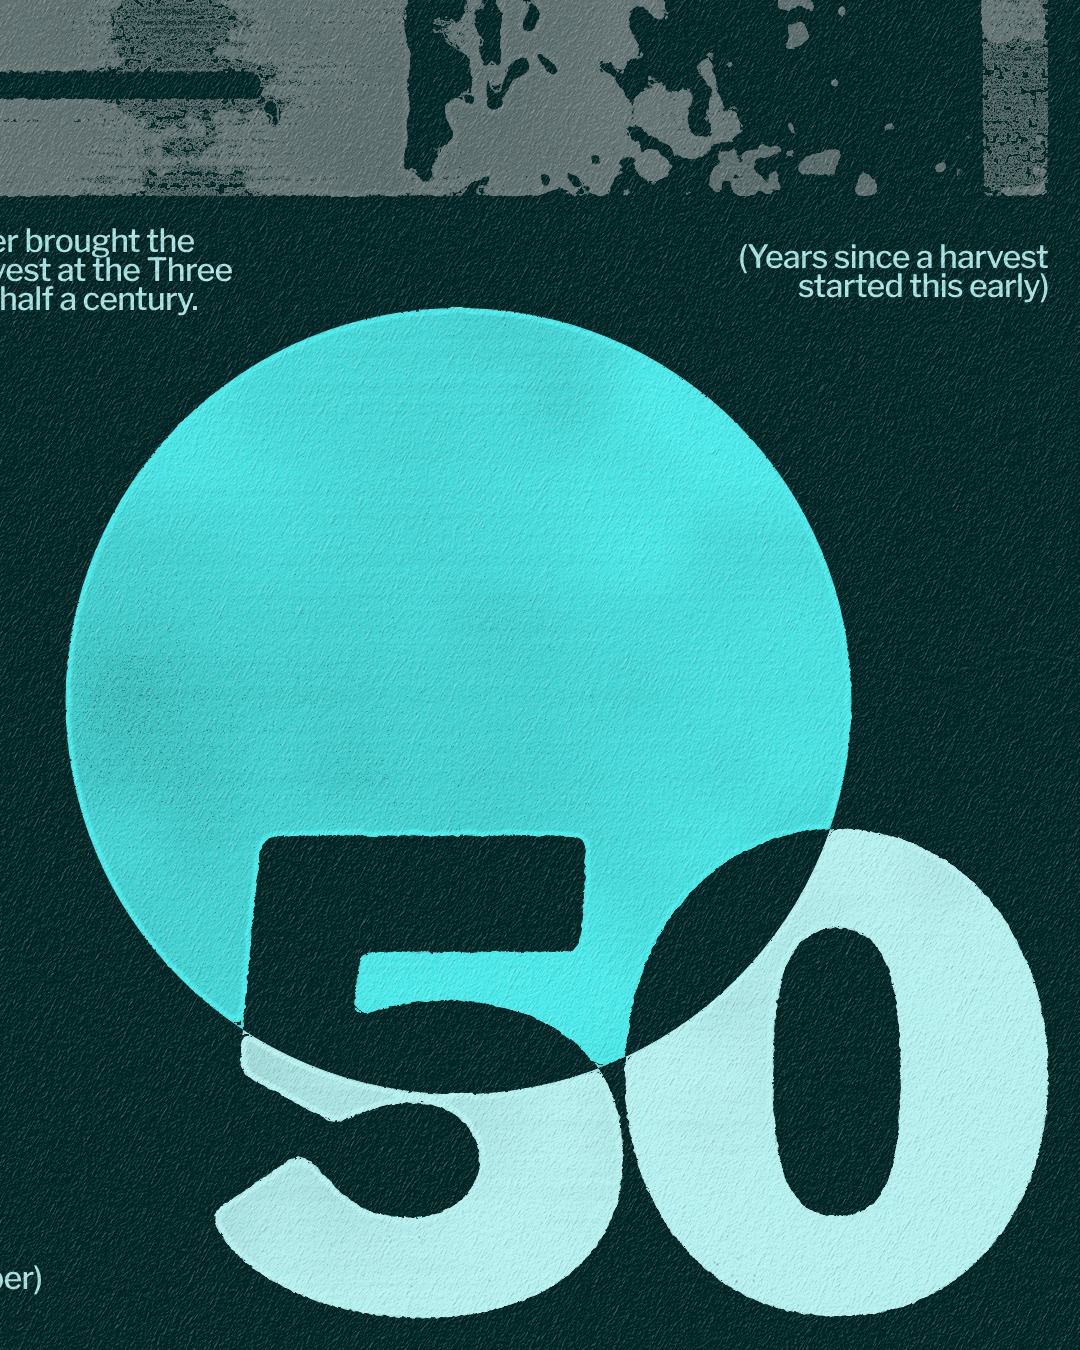 er brought the
vest at the Three
half a century.
(Years since a harvest
started this early)
50
per)